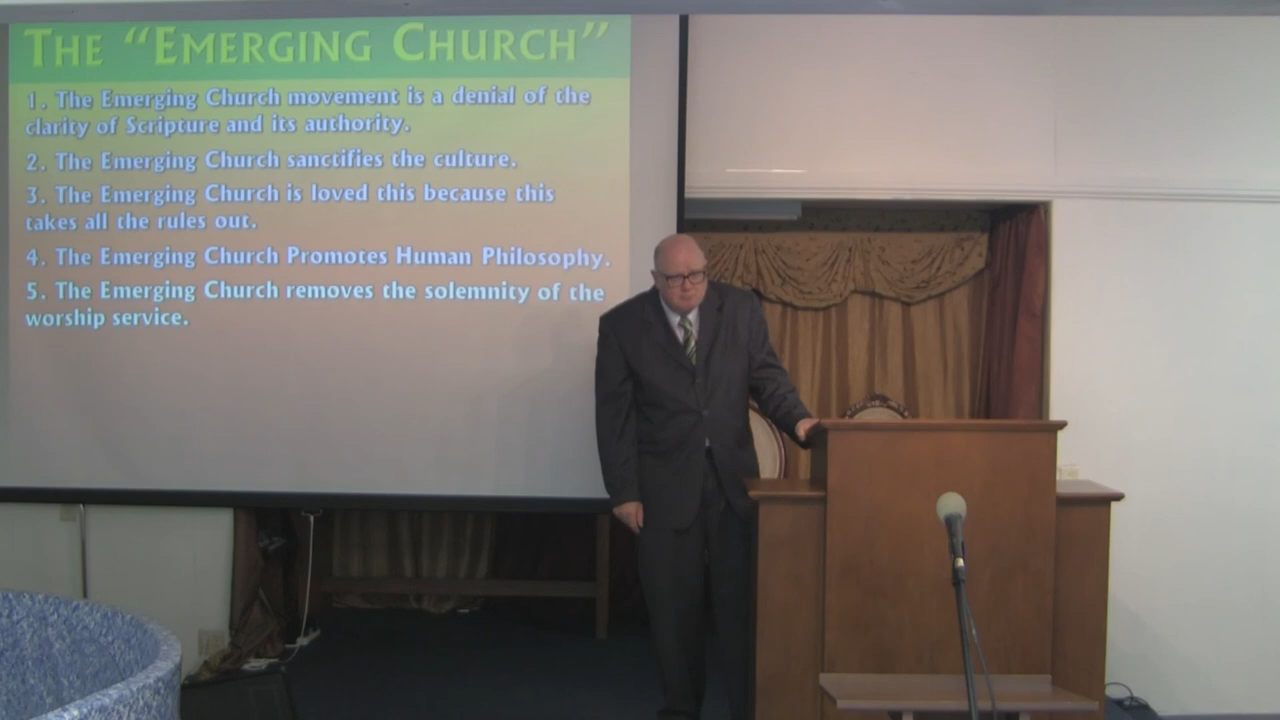 THE “EMERGING CHURCH”
1. The Emerging Church movement is a denial of the
clarity of Scripture and its authority.
2. The Emerging Church sanctifies the culture.
3. The Emerging Church is loved this because this
takes all the rules out.
4. The Emerging Church Promotes Human Philosophy.
5. The Emerging Church removes the solemnity of the
worship service.